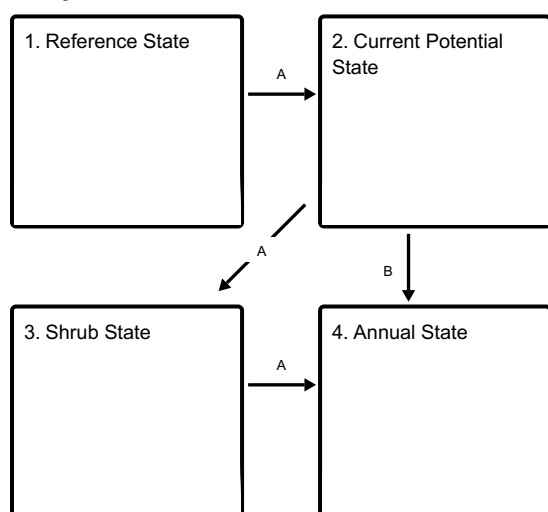 1. Reference State
A
2. Current Potential
State
A
B
3. Shrub State
A
4. Annual State